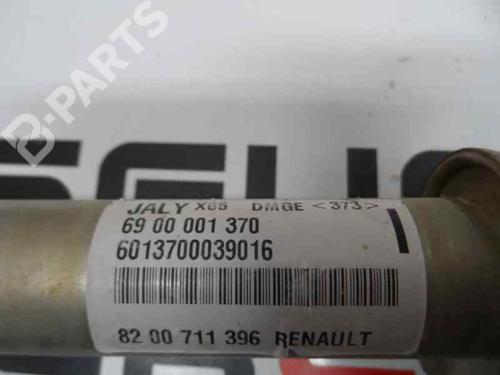 B-PARTS
JALY X65 DMGE <373>
69 00 001 370
6013700039016
82 00 711 396 RENAULT